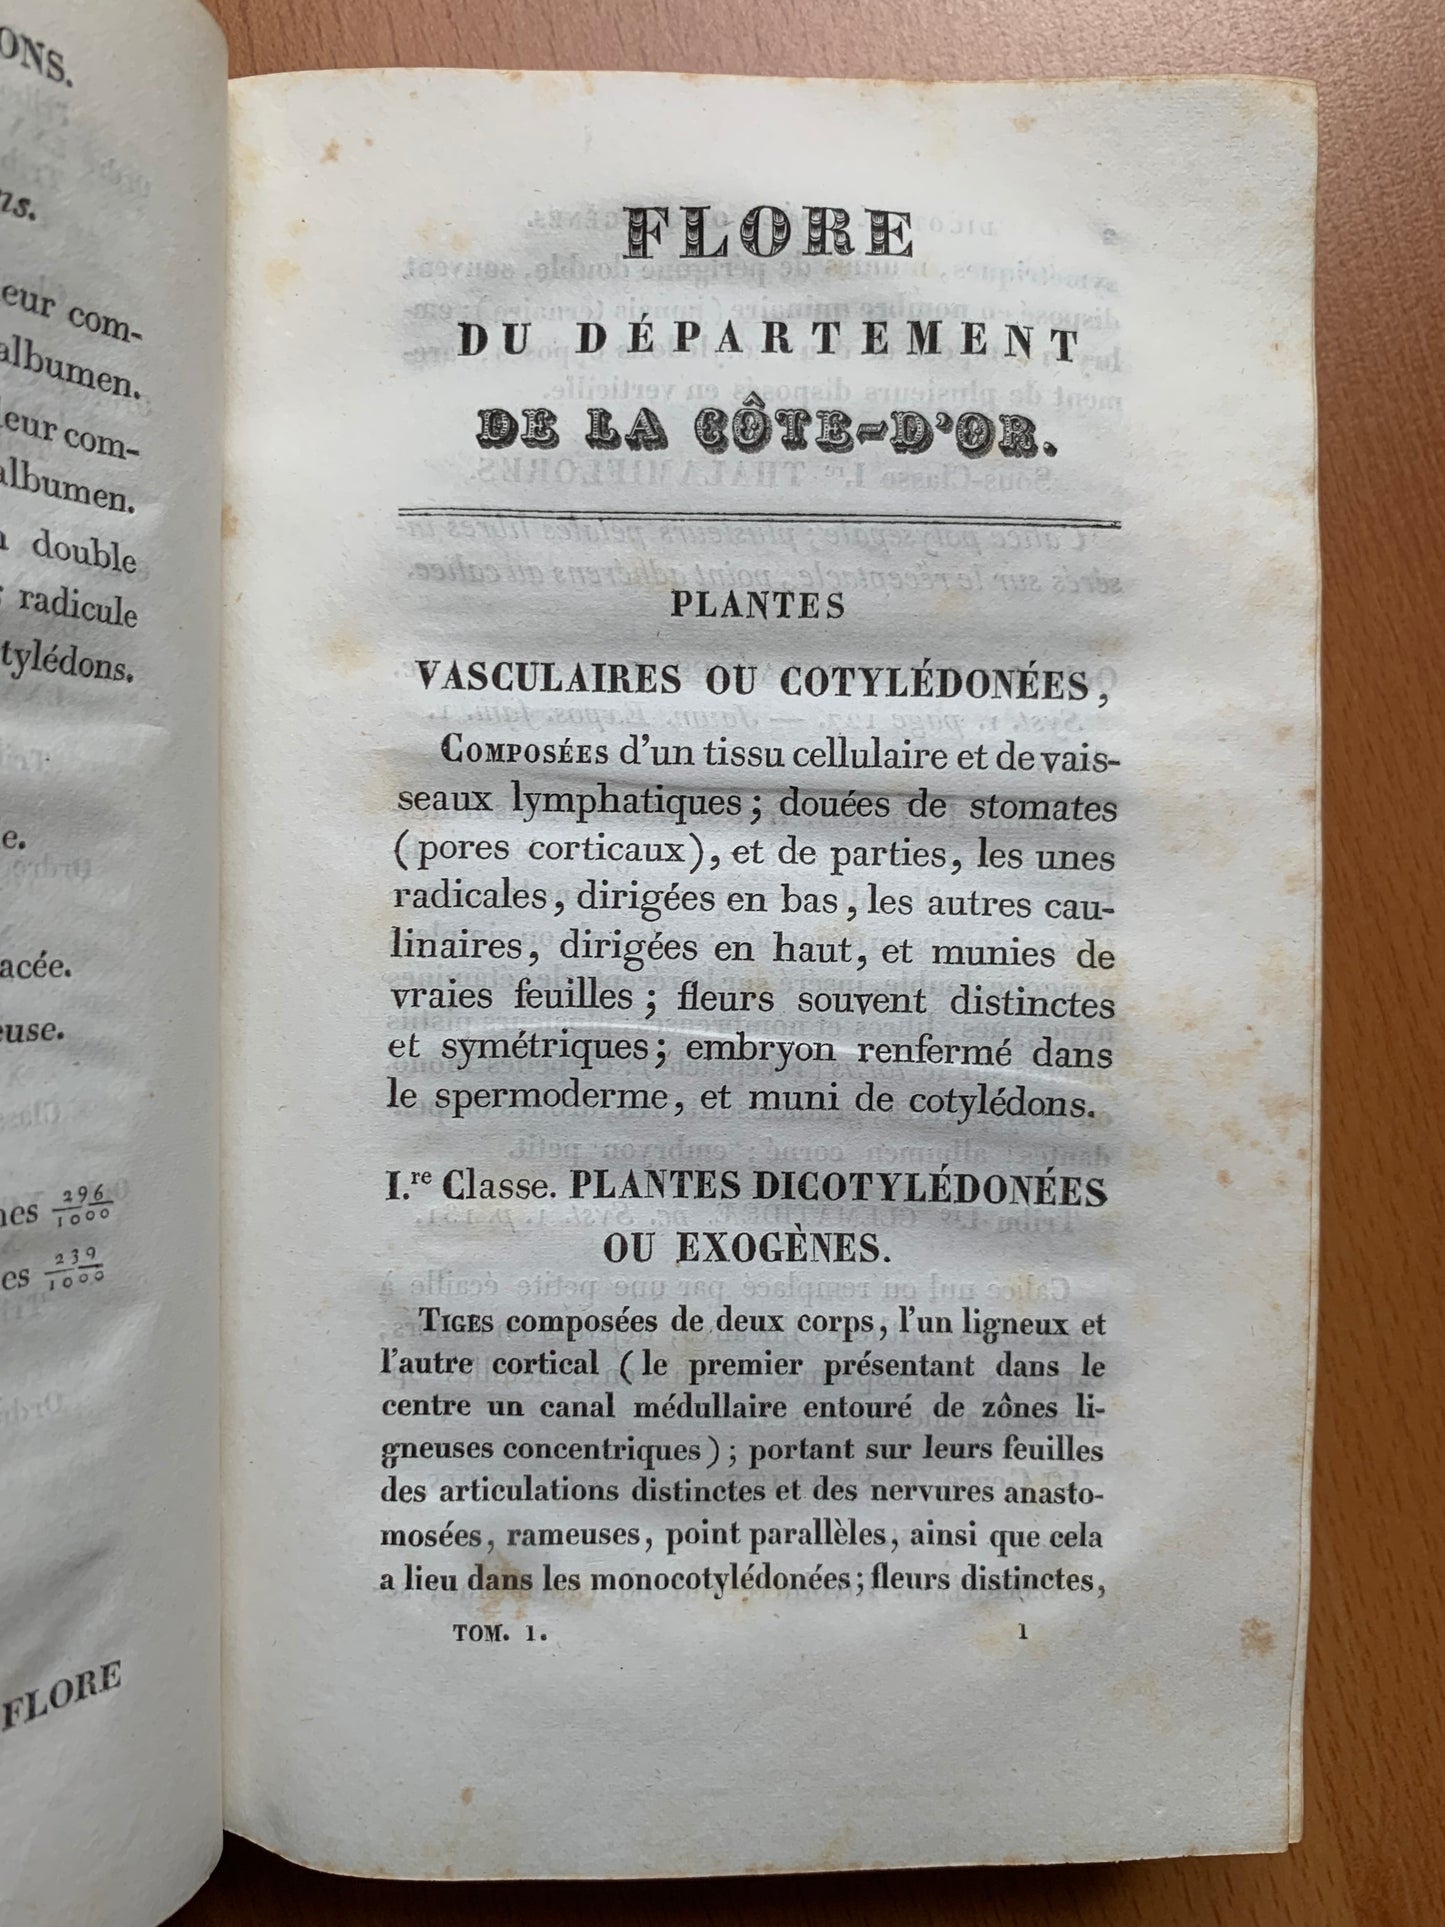 ONS.
ns.
eur com-
albumen.
leur com-
albumen.
double
; radicule
tylédons.
e.
acée.
euse.
nes 296/1000
es 239/1000
FLORE
FLORE
DU DÉPARTEMENT
DE LA CÔTE-D'OR.
PLANTES
VASCULAIRES OU COTYLÉDONÉES,
COMPOSÉES d'un tissu cellulaire et de vais-
seaux lymphatiques ; douées de stomates
( pores corticaux ), et de parties, les unes
radicales, dirigées en bas, les autres cau-
linaires, dirigées en haut, et munies de
vraies feuilles ; fleurs souvent distinctes
et symétriques ; embryon renfermé dans
le spermoderme, et muni de cotylédons.
I.re Classe. PLANTES DICOTYLÉDONÉES
OU EXOGÈNES.
TIGES composées de deux corps, l'un ligneux et
l'autre cortical ( le premier présentant dans le
centre un canal médullaire entouré de zônes li-
gneuses concentriques ) ; portant sur leurs feuilles
des articulations distinctes et des nervures anasto-
mosées, rameuses, point parallèles, ainsi que cela
a lieu dans les monocotylédonées ; fleurs distinctes,
TOM. 1. 1